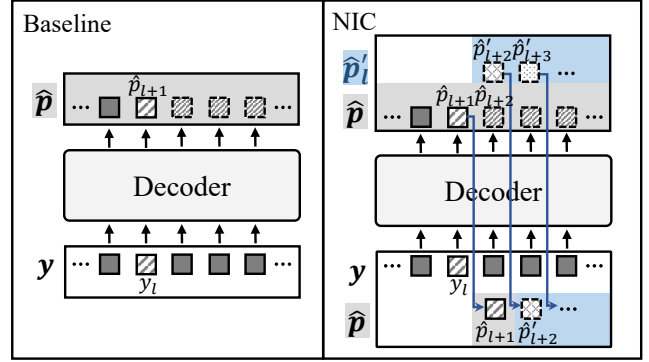 Baseline
p̂
... p̂_{l+1} ...
Decoder
y
... y_l ...
NIC
p̂'_l
p̂'_{l+2} p̂'_{l+3} ...
p̂
... p̂_{l+1} p̂_{l+2} ...
Decoder
y
... y_l ...
p̂
p̂_{l+1} p̂'_{l+2} ...